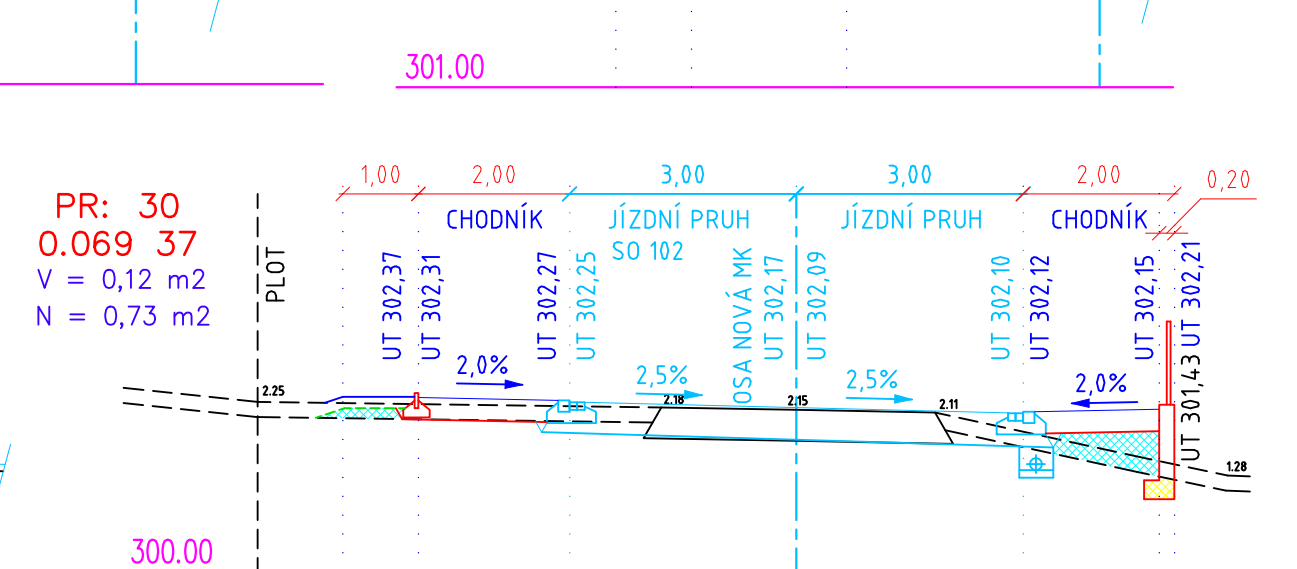 301.00
1,00
2,00
3,00
3,00
2,00
0,20
PR: 30
0.069 37
V = 0,12 m2
N = 0,73 m2
CHODNÍK
JÍZDNÍ PRUH
SO 102
JÍZDNÍ PRUH
CHODNÍK
PLOT
UT 302,37
UT 302,31
UT 302,27
UT 302,25
OSA NOVÁ MK
UT 302,17
UT 302,09
UT 302,10
UT 302,12
UT 302,15
UT 301,43
UT 302,21
2,0%
2,5%
2,5%
2,0%
2.25
2.18
2.15
2.11
1.28
300.00